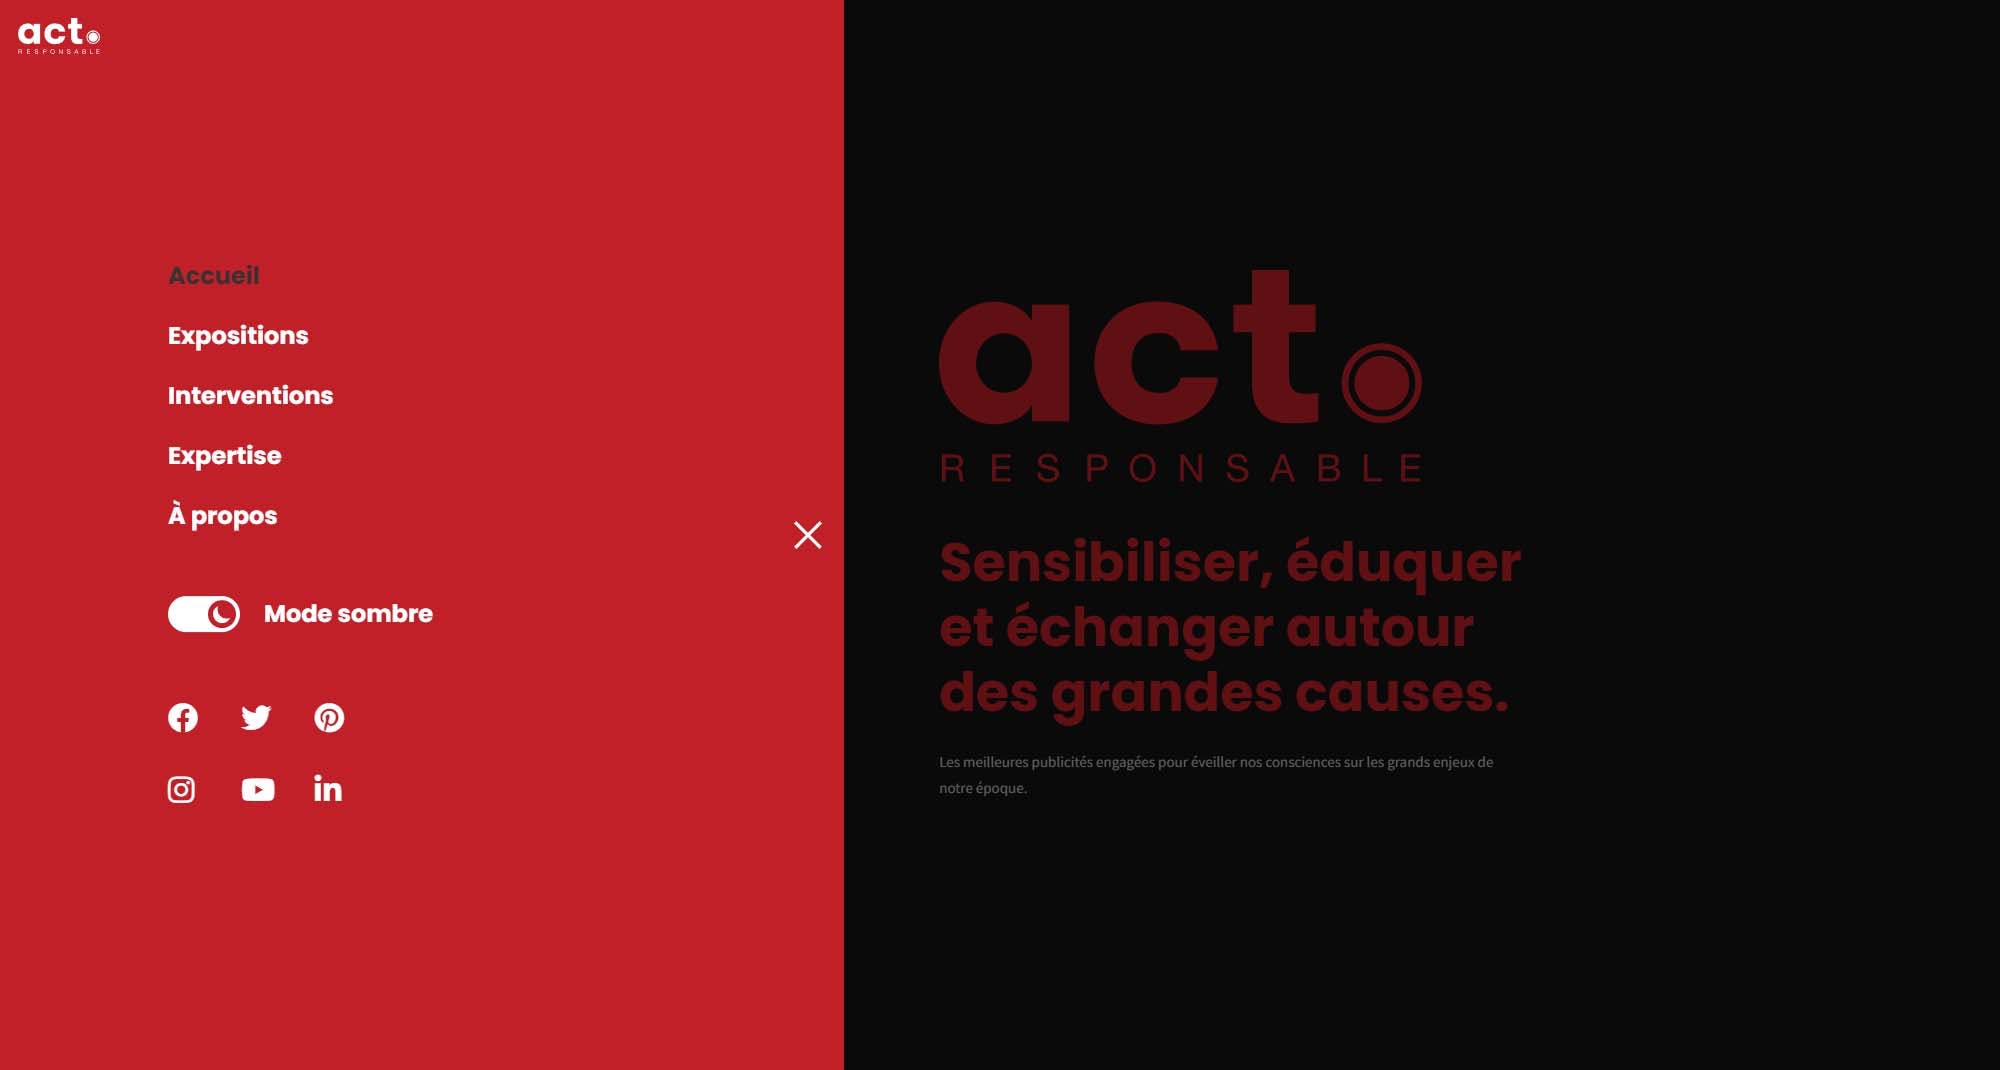 act
RESPONSABLE
Accueil
Expositions
Interventions
Expertise
À propos
Mode sombre
act
RESPONSABLE
Sensibiliser, éduquer
et échanger autour
des grandes causes.
Les meilleures publicités engagées pour éveiller nos consciences sur les grands enjeux de
notre époque.